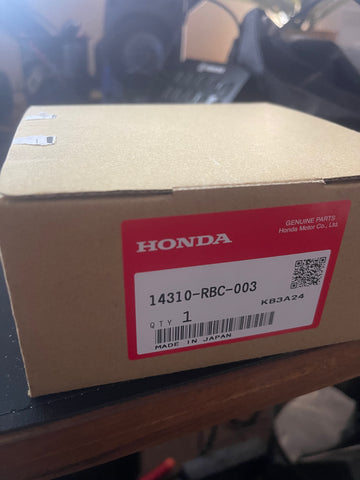 GENUINE PARTS
Honda Motor Co., Ltd.
HONDA
14310-RBC-003
KB3A24
QTY 1
MADE IN JAPAN